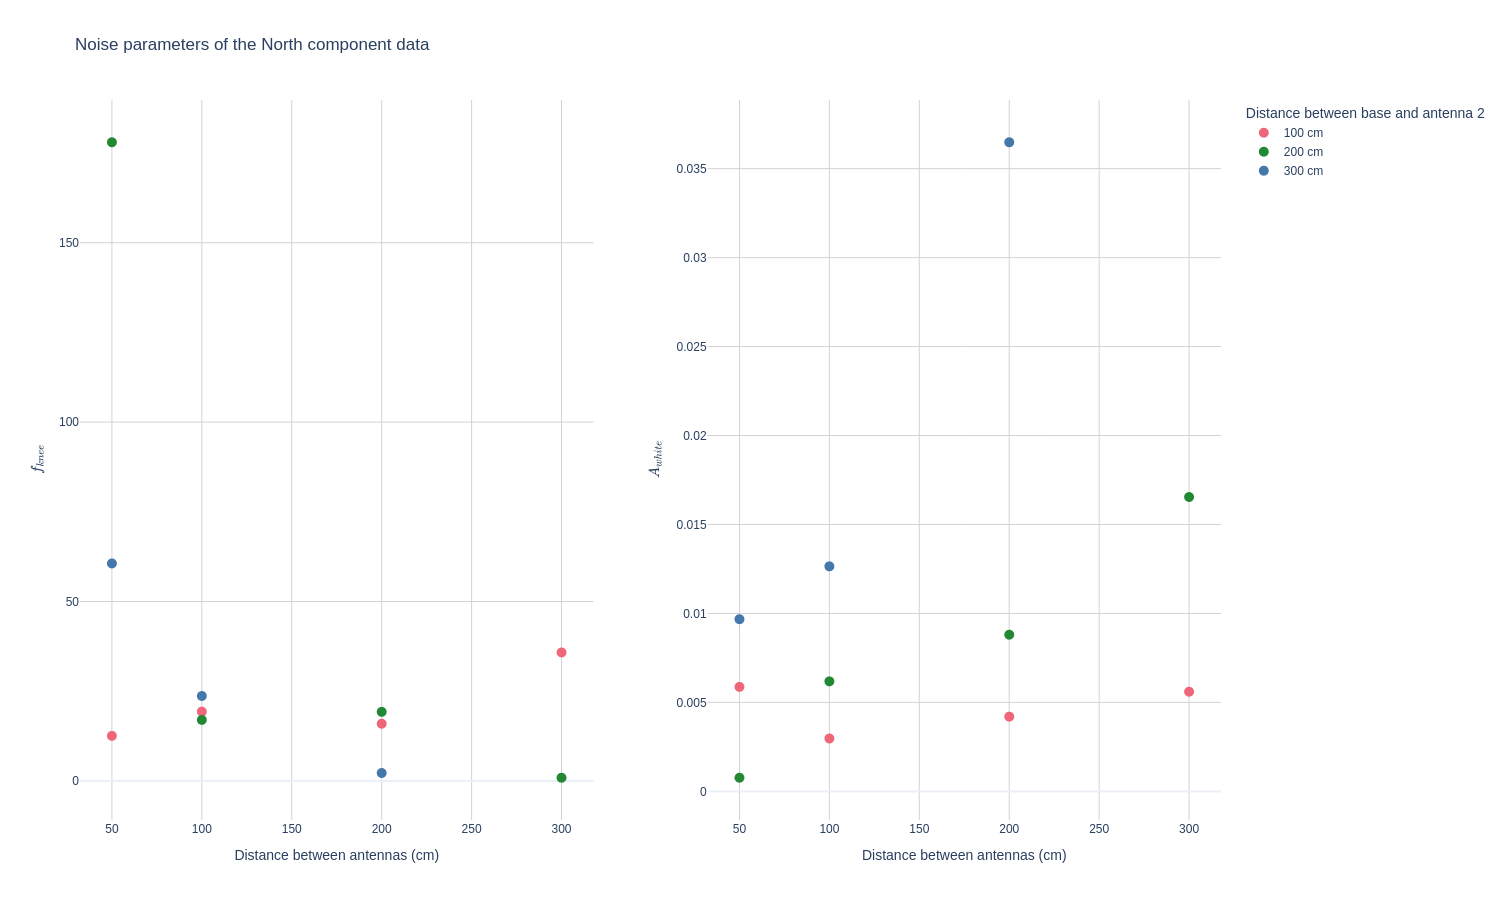 Noise parameters of the North component data
150
100
50
0
f_knee
50 100 150 200 250 300
Distance between antennas (cm)
0.035
0.03
0.025
0.02
0.015
0.01
0.005
0
A_white
50 100 150 200 250 300
Distance between antennas (cm)
Distance between base and antenna 2
100 cm
200 cm
300 cm